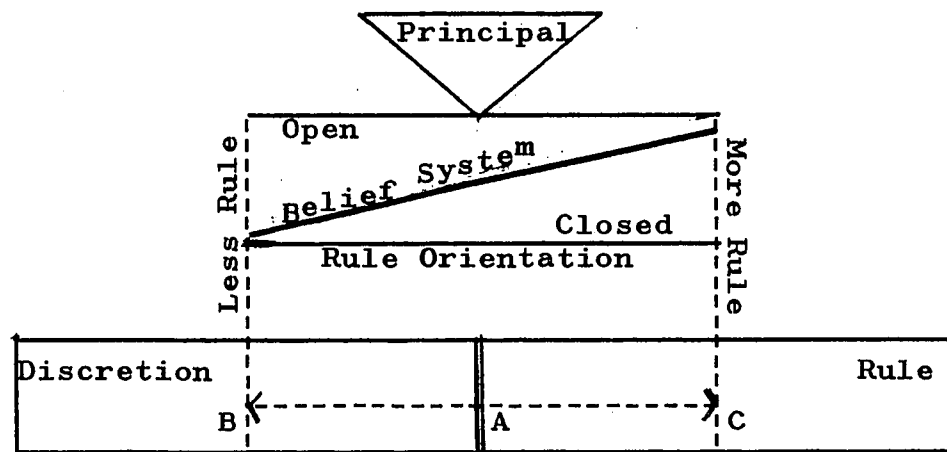 Principal
Open
Belief System
Closed
Rule Orientation
Less Rule
More Rule
Discretion
Rule
B
A
C